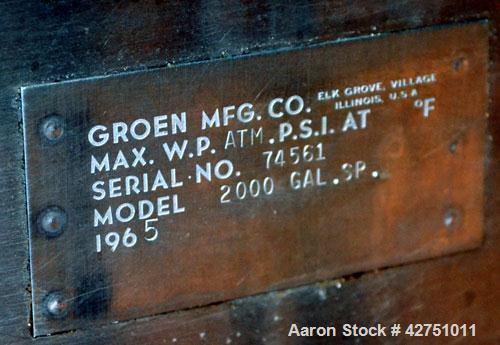 GROEN MFG. CO. ELK GROVE, VILLAGE
ILLINOIS, U.S.A
MAX. W.P. ATM. P.S.I. AT °F
SERIAL NO. 74561
MODEL 2000 GAL. SP.
1965
Aaron Stock # 42751011